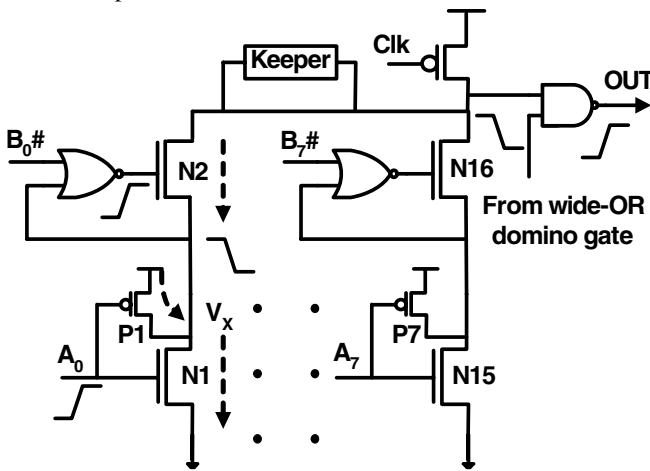 Clk
Keeper
OUT
B0#
N2
B7#
N16
From wide-OR
domino gate
P1
VX
P7
A0
N1
A7
N15